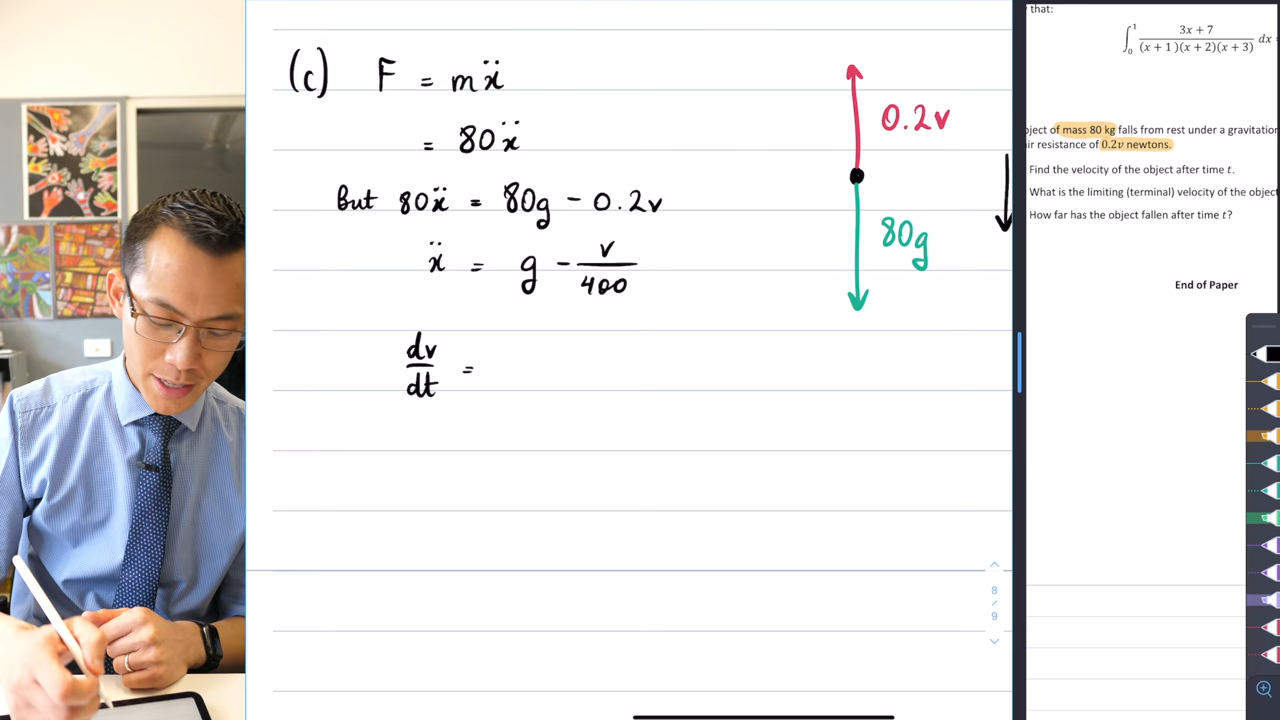 (c) F = mẍ
= 80ẍ
But 80ẍ = 80g - 0.2v
ẍ = g - v/400
dv/dt =
0.2v
80g
8
/
9
that:
∫₀¹ (3x + 7)/((x + 1)(x + 2)(x + 3)) dx
ject of mass 80 kg falls from rest under a gravitation
ir resistance of 0.2v newtons.
Find the velocity of the object after time t.
What is the limiting (terminal) velocity of the object
How far has the object fallen after time t?
End of Paper